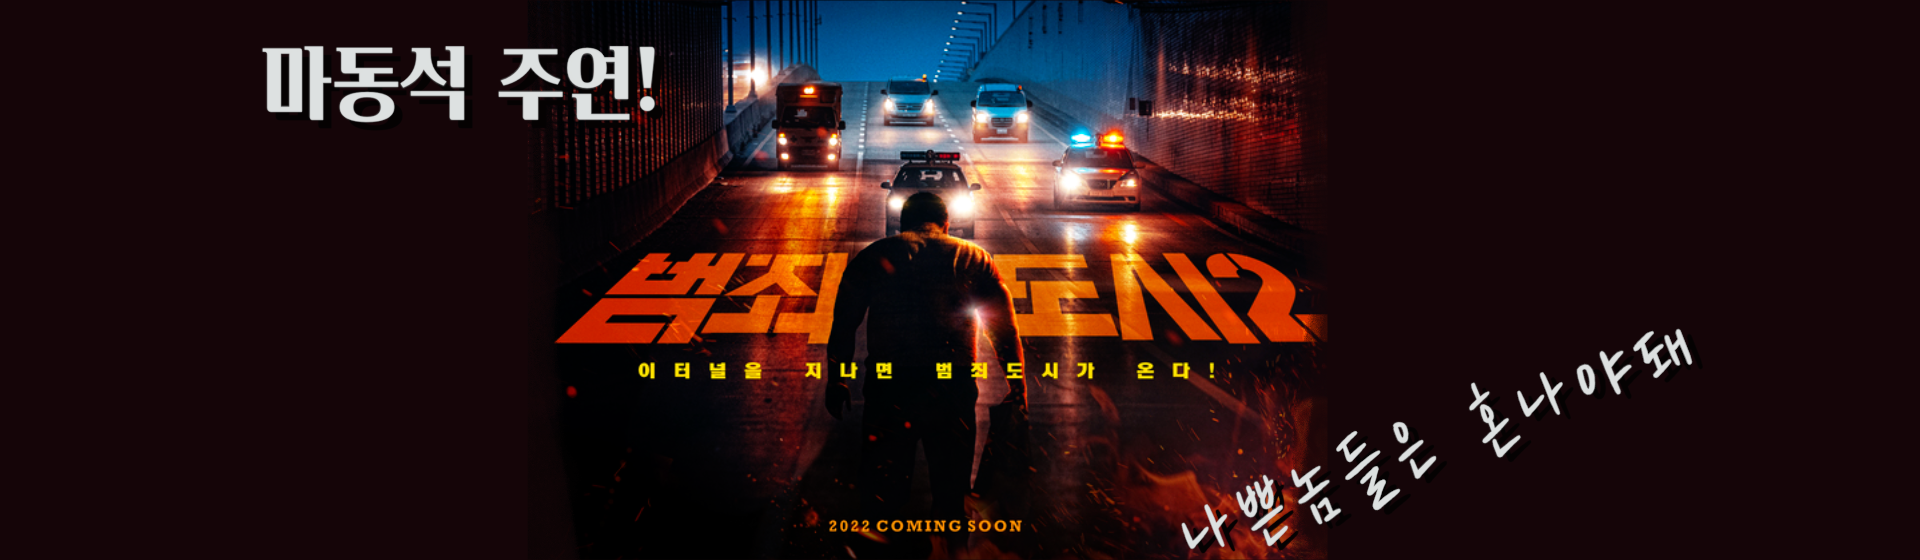 마동석 주연!
범죄도시2
이 터 널 을 지 나 면 범 죄 도 시 가 온 다 !
나쁜놈들은 혼나야돼
2022 COMING SOON